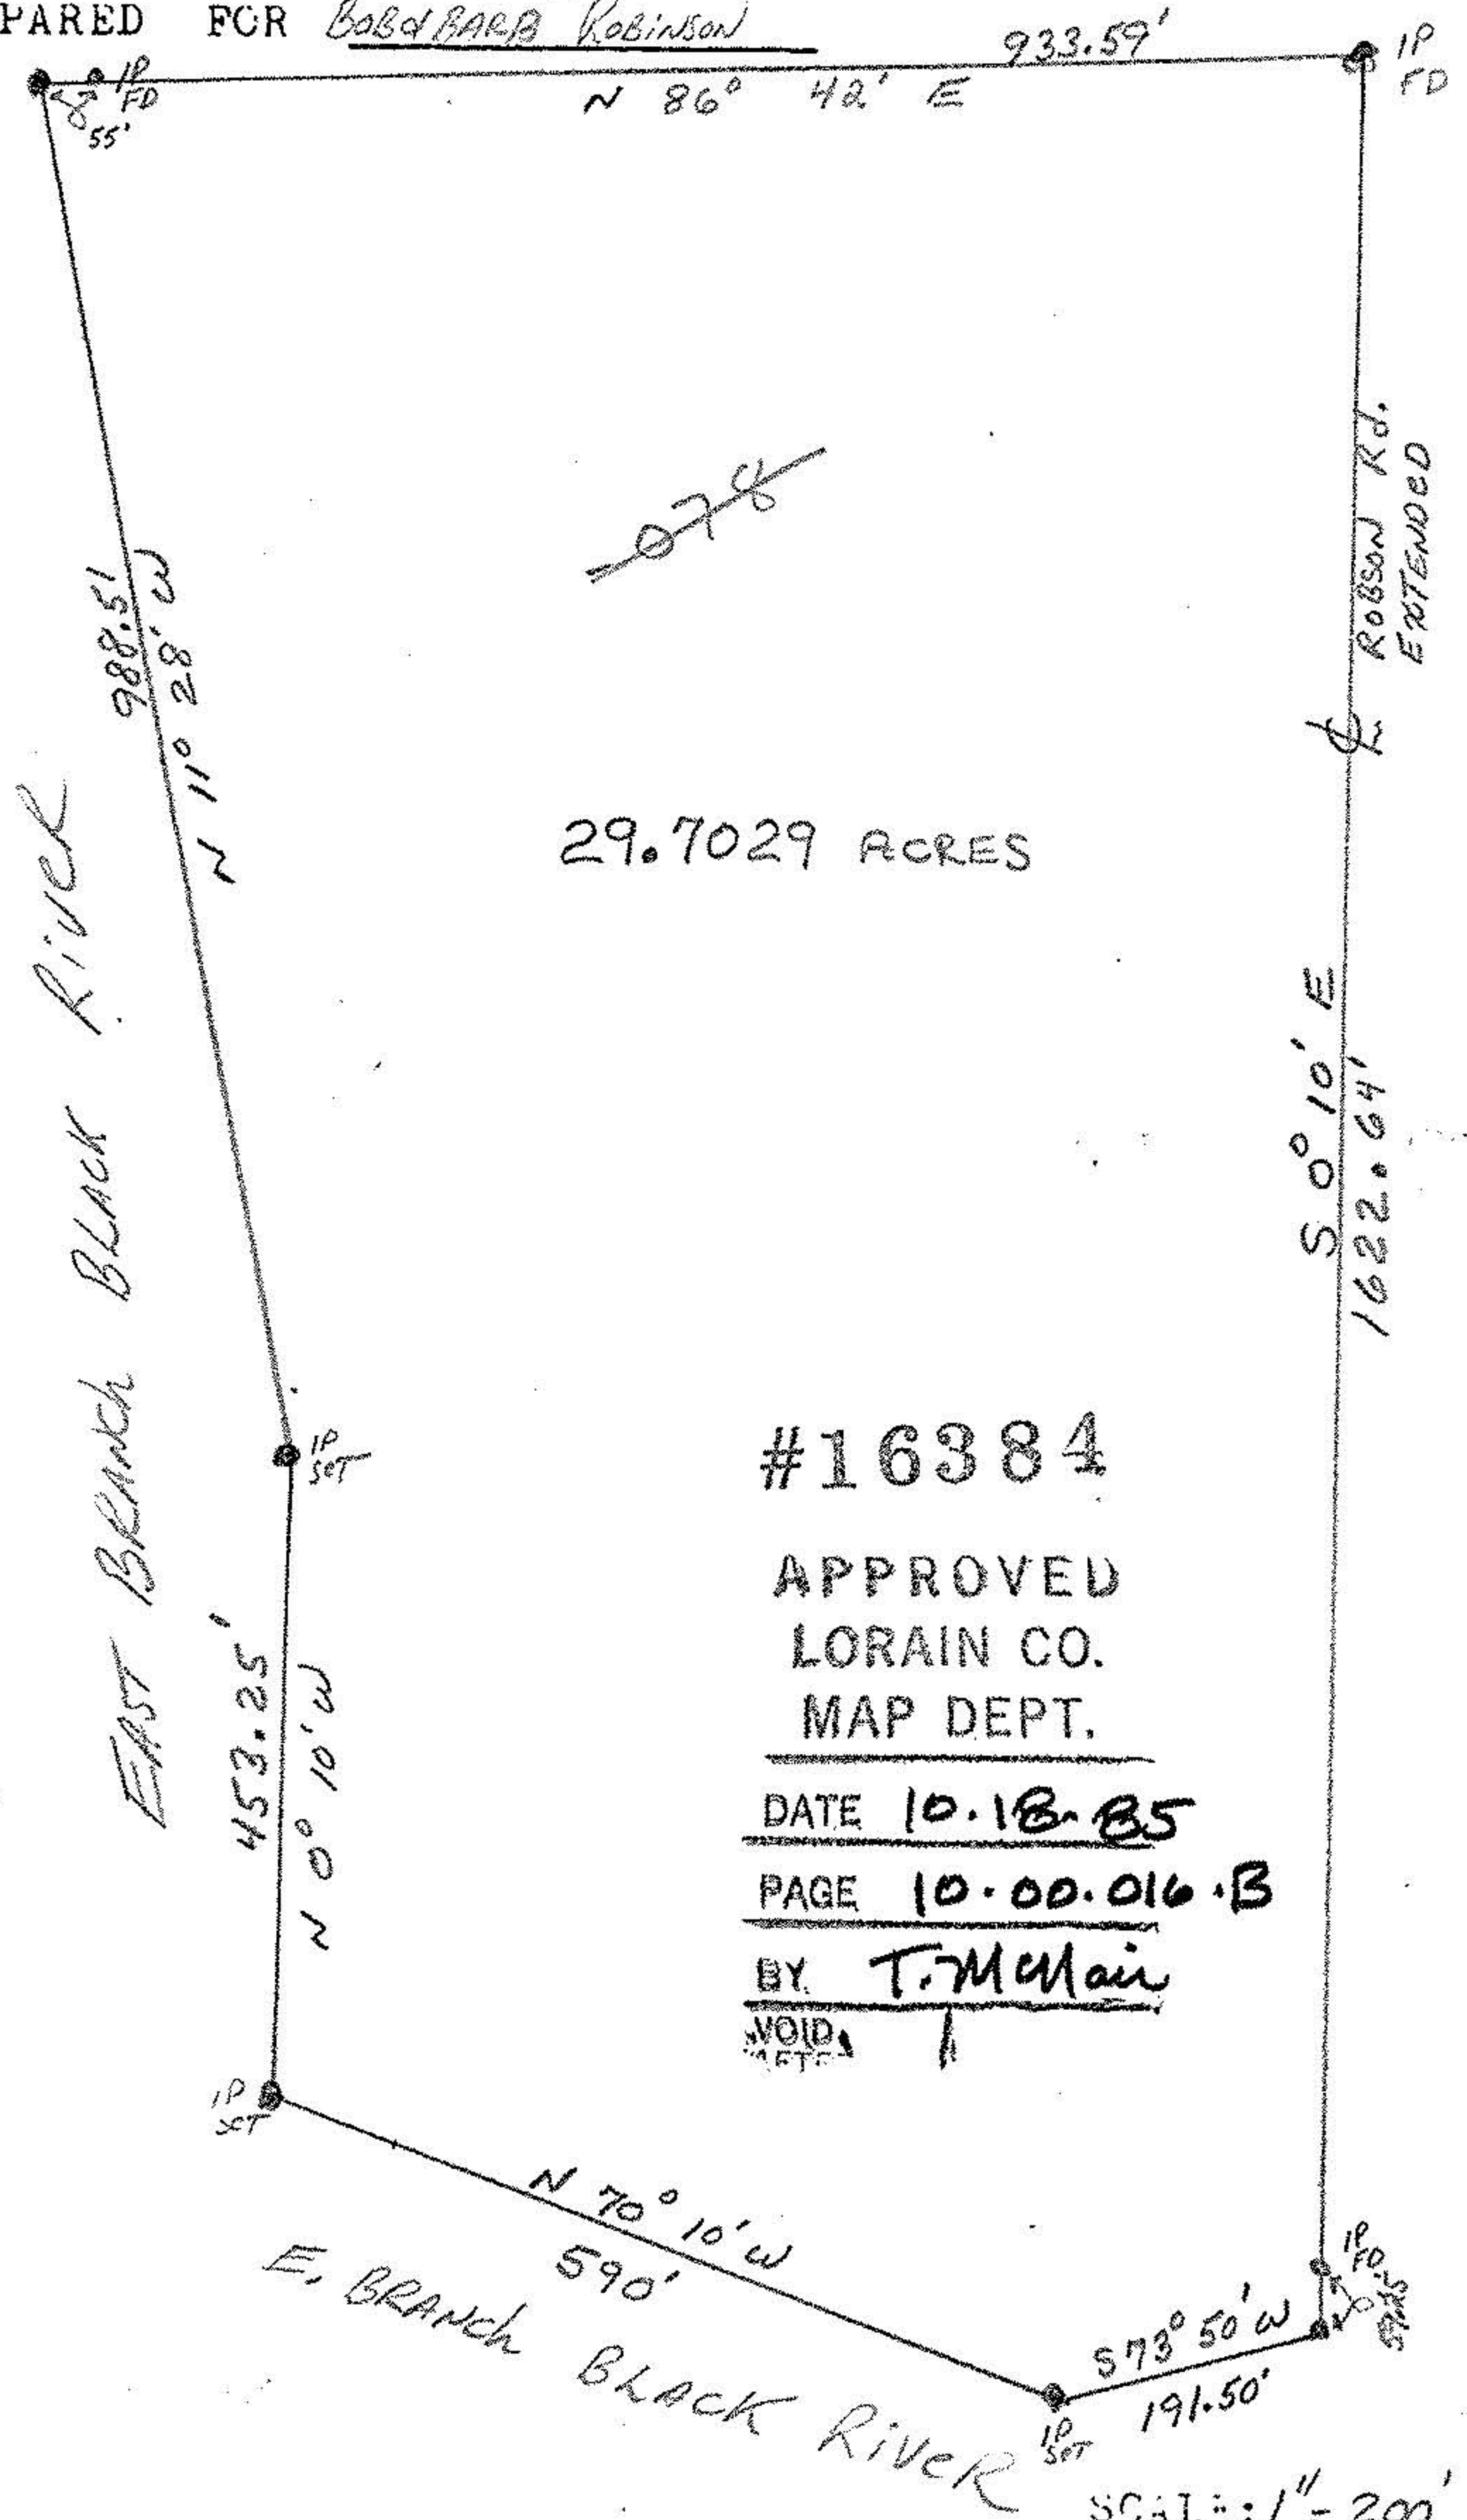 PARED FOR BOB & BARB ROBINSON
933.59'
IP FD
N 86° 42' E
IP FD
55'
078
ROBSON Rd.
EXTENDED
℄
988.51
N 11° 28' W
29.7029 ACRES
EAST BRANCH BLACK RIVER
S 0° 10' E
1622.64'
IP SET
#16384
APPROVED
LORAIN CO.
MAP DEPT.
DATE 10.18.85
PAGE 10.00.016.B
BY T. McNair
VOID
453.25'
N 0° 10' W
IP SET
N 70° 10' W
590'
E. BRANCH BLACK RIVER
IP FD.
S 73° 50' W
191.50'
IP SET
SCALE: 1" = 200'